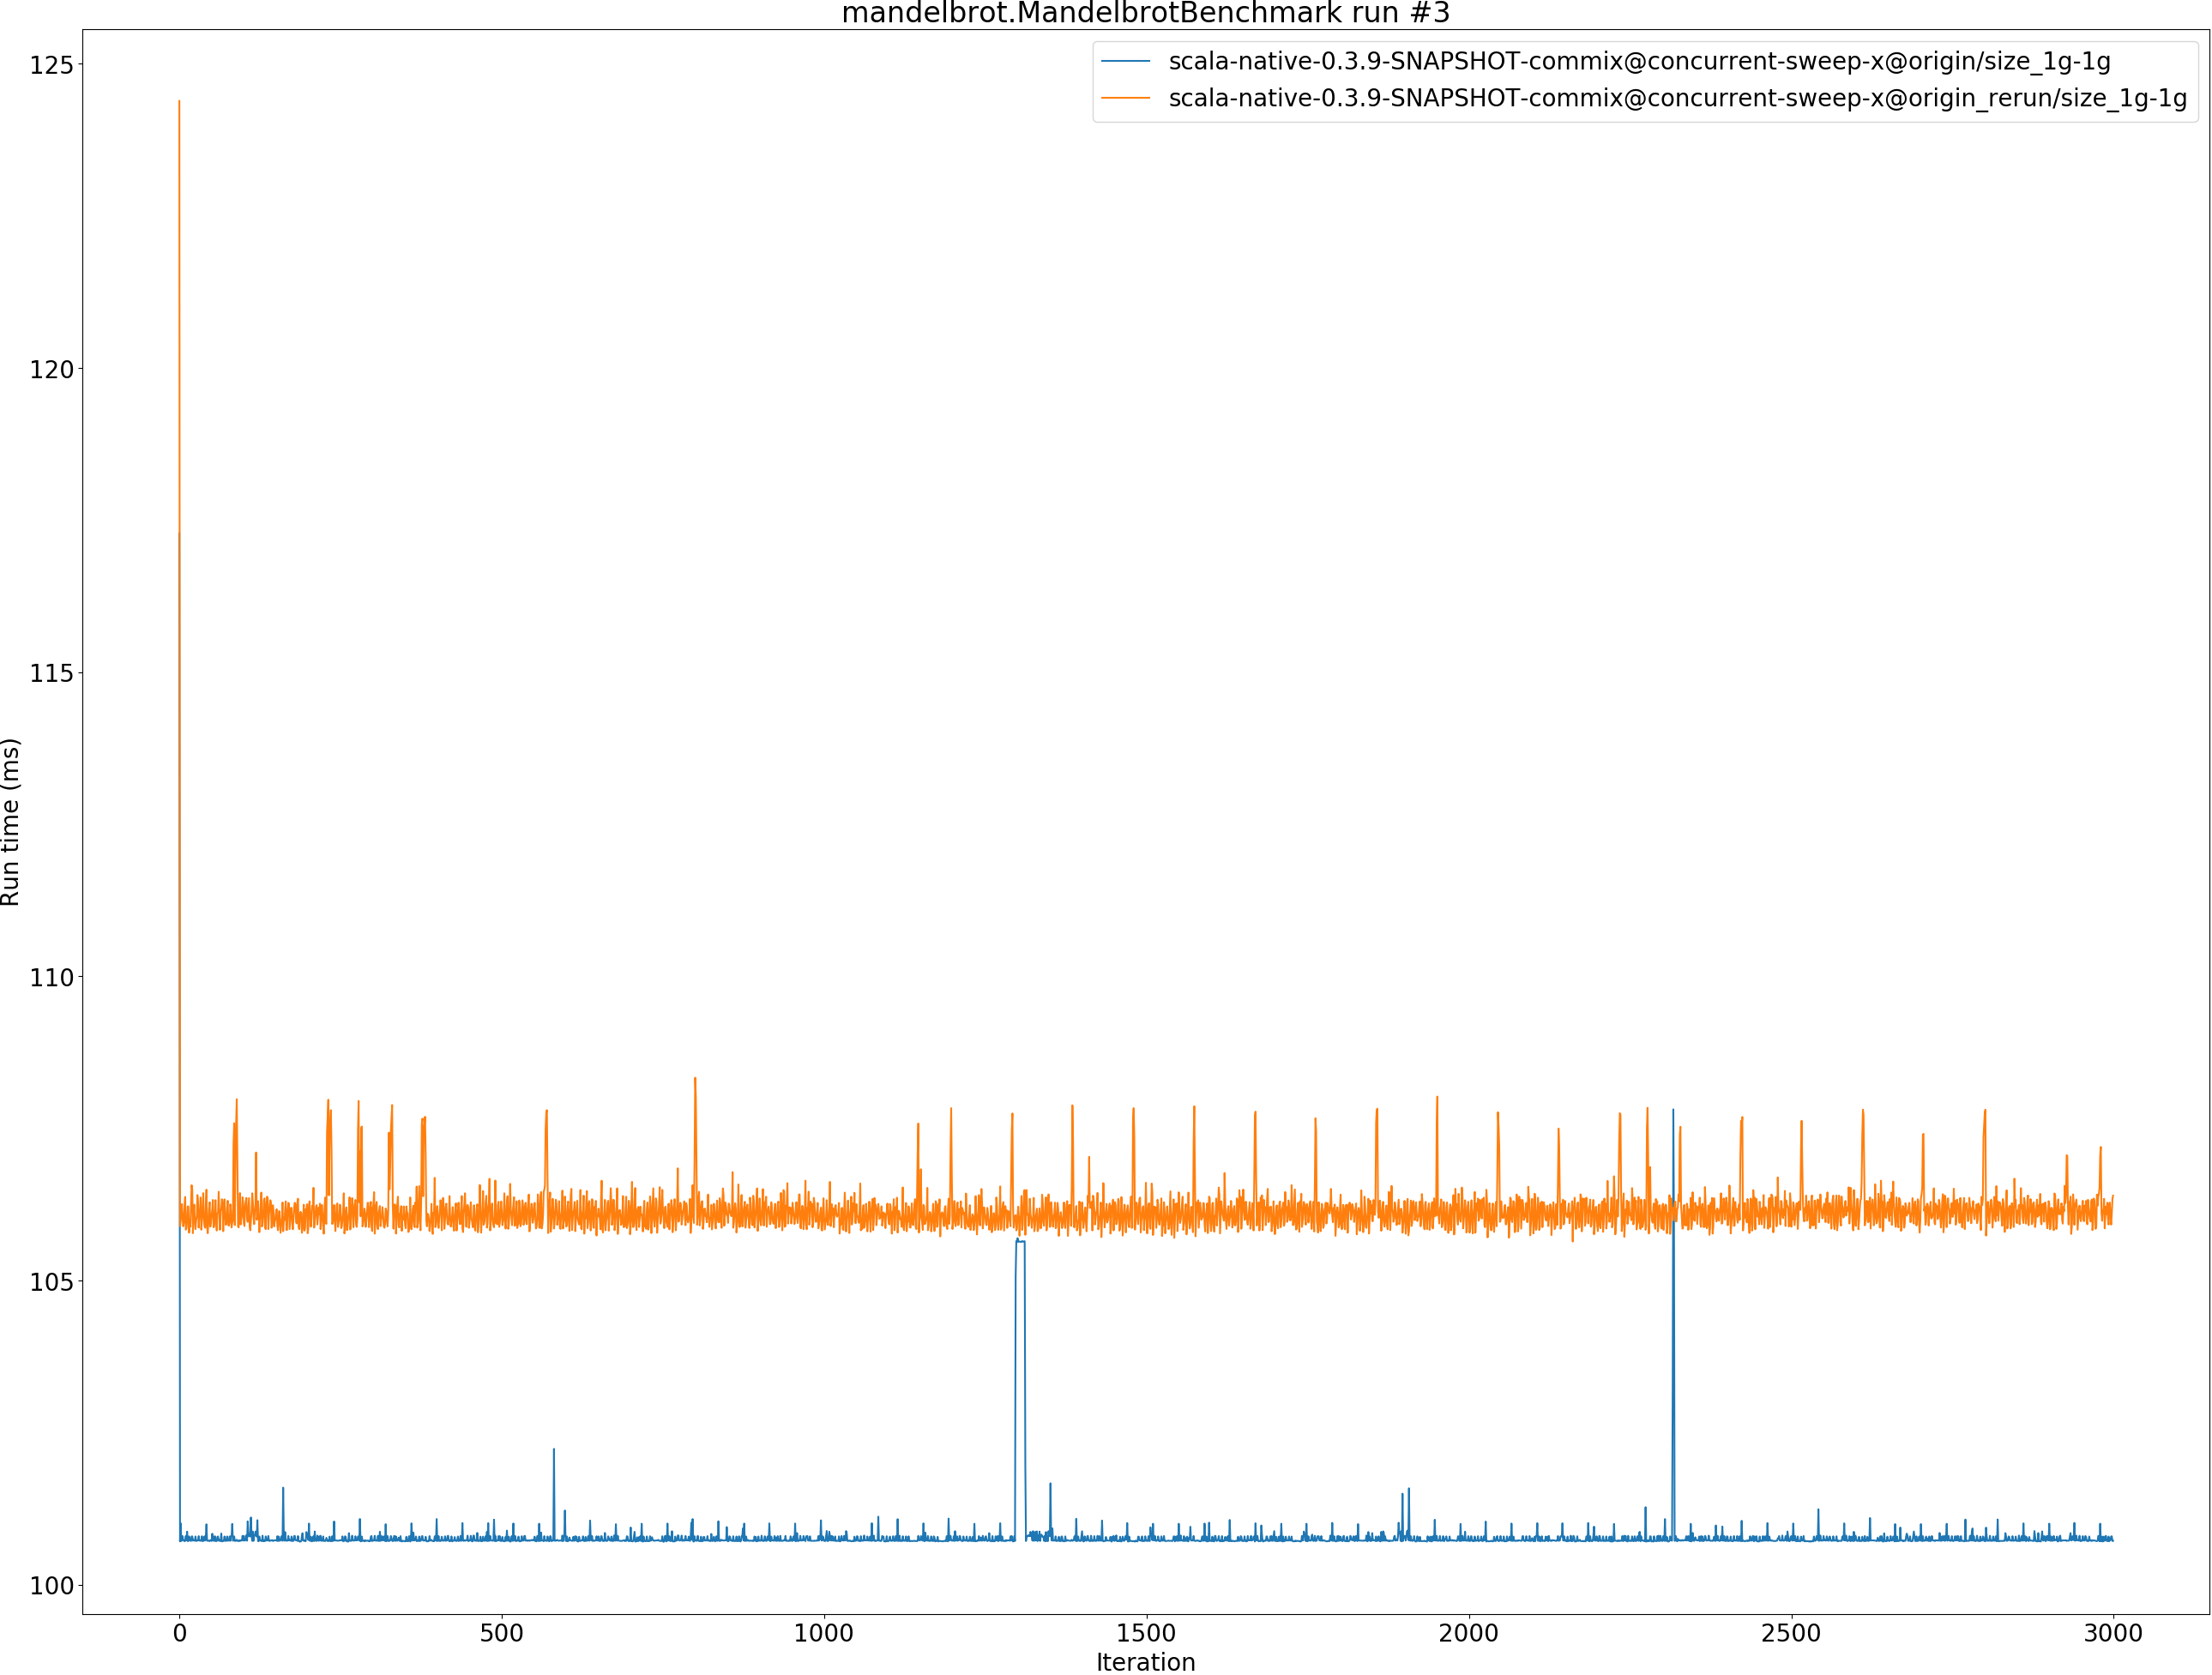 mandelbrot.MandelbrotBenchmark run #3
scala-native-0.3.9-SNAPSHOT-commix@concurrent-sweep-x@origin/size_1g-1g
scala-native-0.3.9-SNAPSHOT-commix@concurrent-sweep-x@origin_rerun/size_1g-1g
125
120
115
110
105
100
Run time (ms)
0 500 1000 1500 2000 2500 3000
Iteration